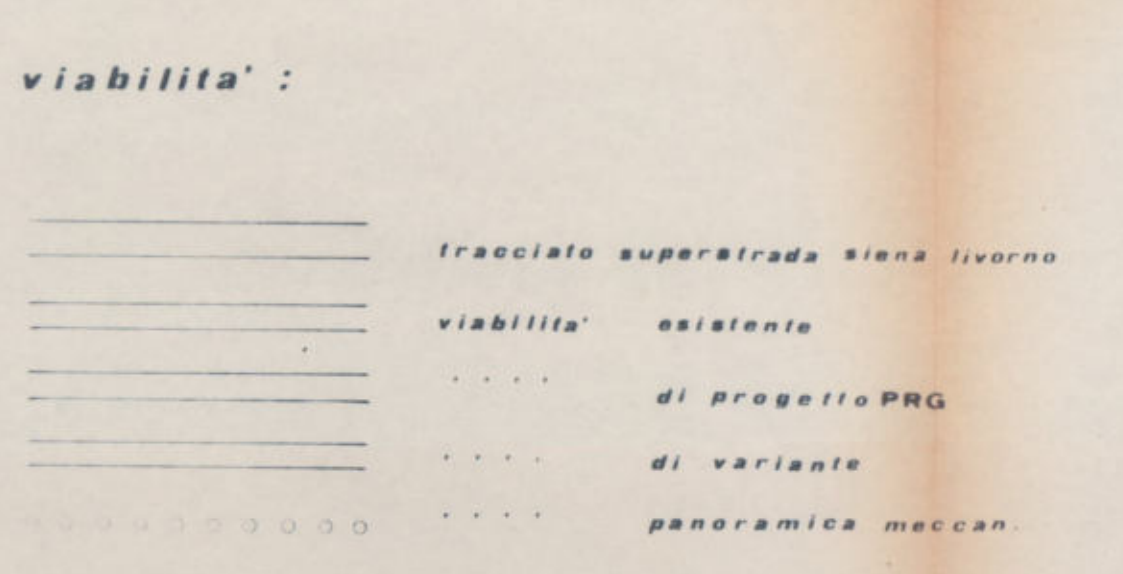 viabilita' :
tracciato superstrada siena livorno
viabilita' esistente
. . . . di progetto PRG
. . . . di variante
. . . . panoramica meccan.